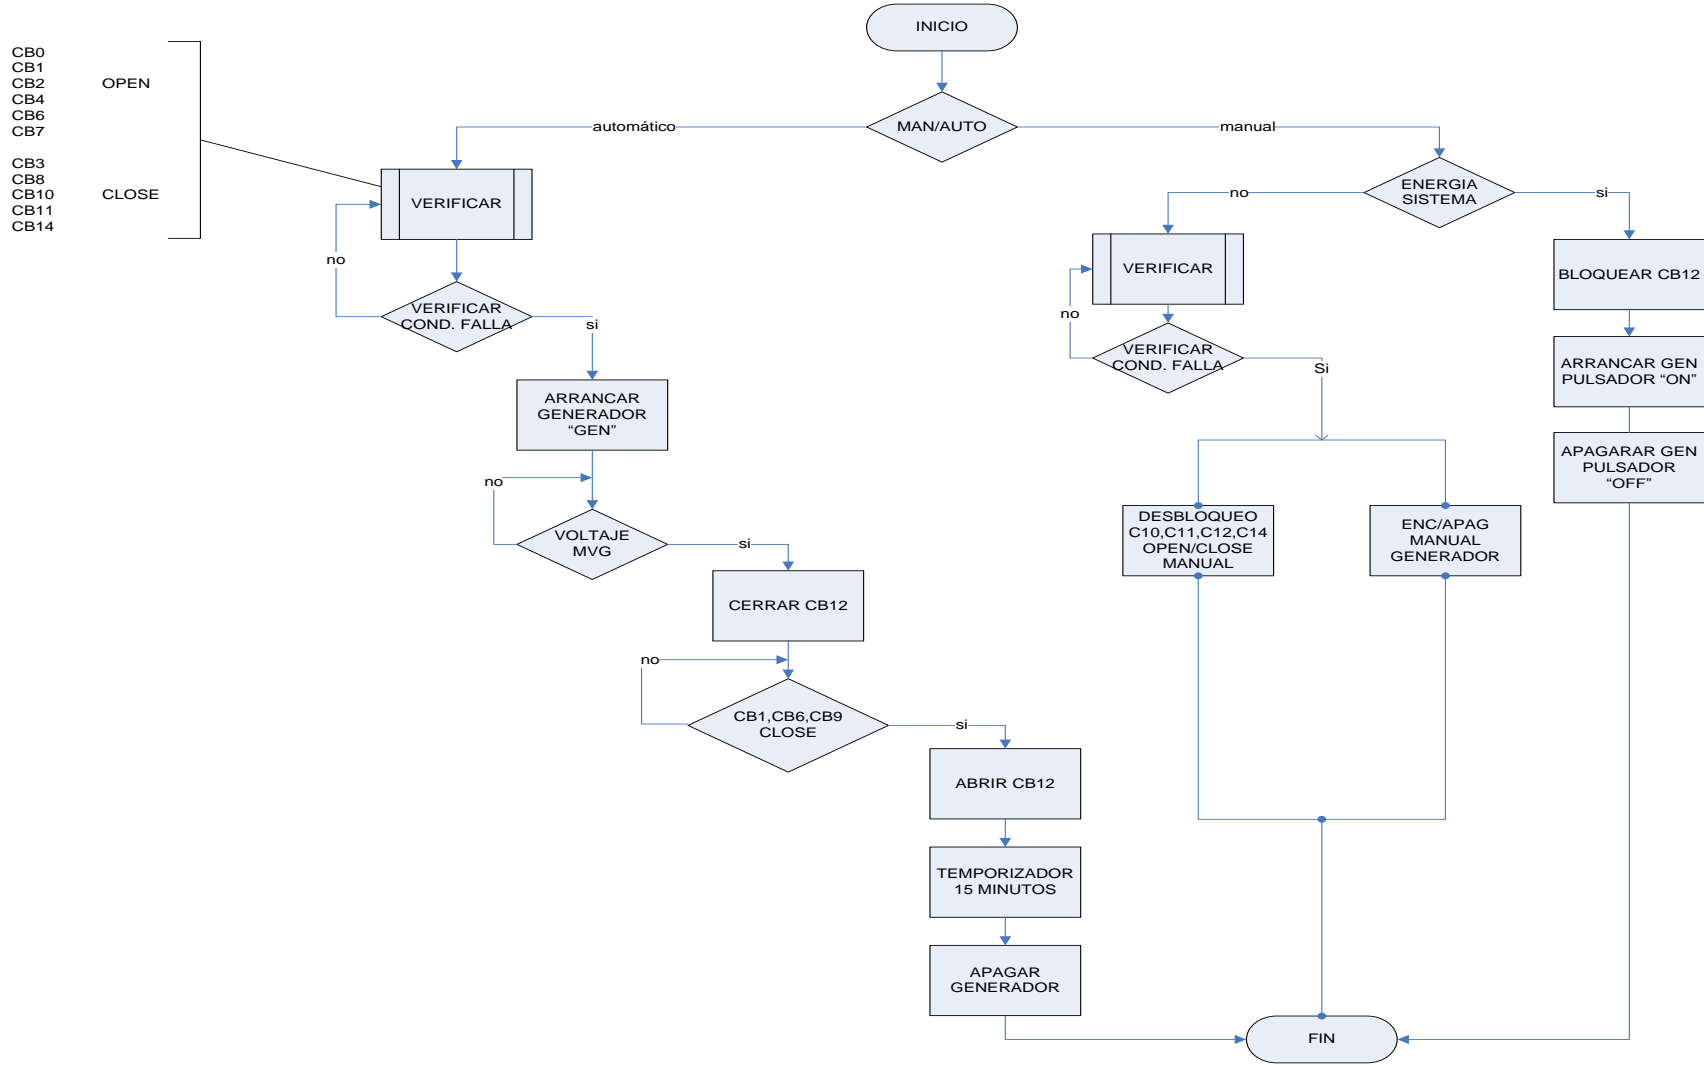 INICIO
CB0
CB1
CB2 OPEN
CB4
CB6
CB7
CB3
CB8
CB10 CLOSE
CB11
CB14
automático
MAN/AUTO
manual
VERIFICAR
no
VERIFICAR
COND. FALLA
si
ARRANCAR
GENERADOR
“GEN”
no
VOLTAJE
MVG
si
CERRAR CB12
no
CB1,CB6,CB9
CLOSE
si
ABRIR CB12
TEMPORIZADOR
15 MINUTOS
APAGAR
GENERADOR
ENERGIA
SISTEMA
no
si
VERIFICAR
no
VERIFICAR
COND. FALLA
Si
DESBLOQUEO
C10,C11,C12,C14
OPEN/CLOSE
MANUAL
ENC/APAG
MANUAL
GENERADOR
BLOQUEAR CB12
ARRANCAR GEN
PULSADOR “ON”
APAGARAR GEN
PULSADOR
“OFF”
FIN